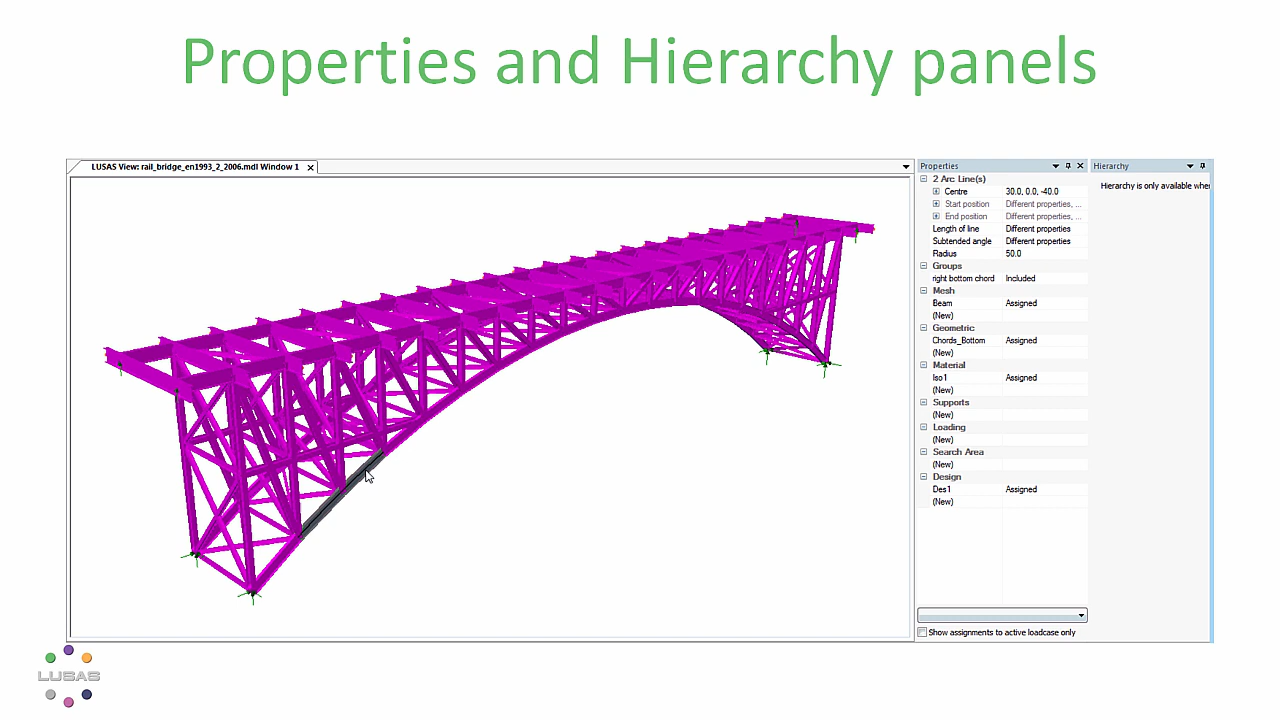 Properties and Hierarchy panels
LUSAS View: rail_bridge_en1993_2_2006.mdl Window 1
Properties
Hierarchy
2 Arc Line(s)
Centre 30.0, 0.0, -40.0
Start position Different properties, ...
End position Different properties, ...
Length of line Different properties
Subtended angle Different properties
Radius 50.0
Groups
right bottom chord Included
Mesh
Beam Assigned
(New)
Geometric
Chords_Bottom Assigned
(New)
Material
Iso1 Assigned
(New)
Supports
(New)
Loading
(New)
Search Area
(New)
Design
Des1 Assigned
(New)
Show assignments to active loadcase only
Hierarchy is only available when
LUSAS